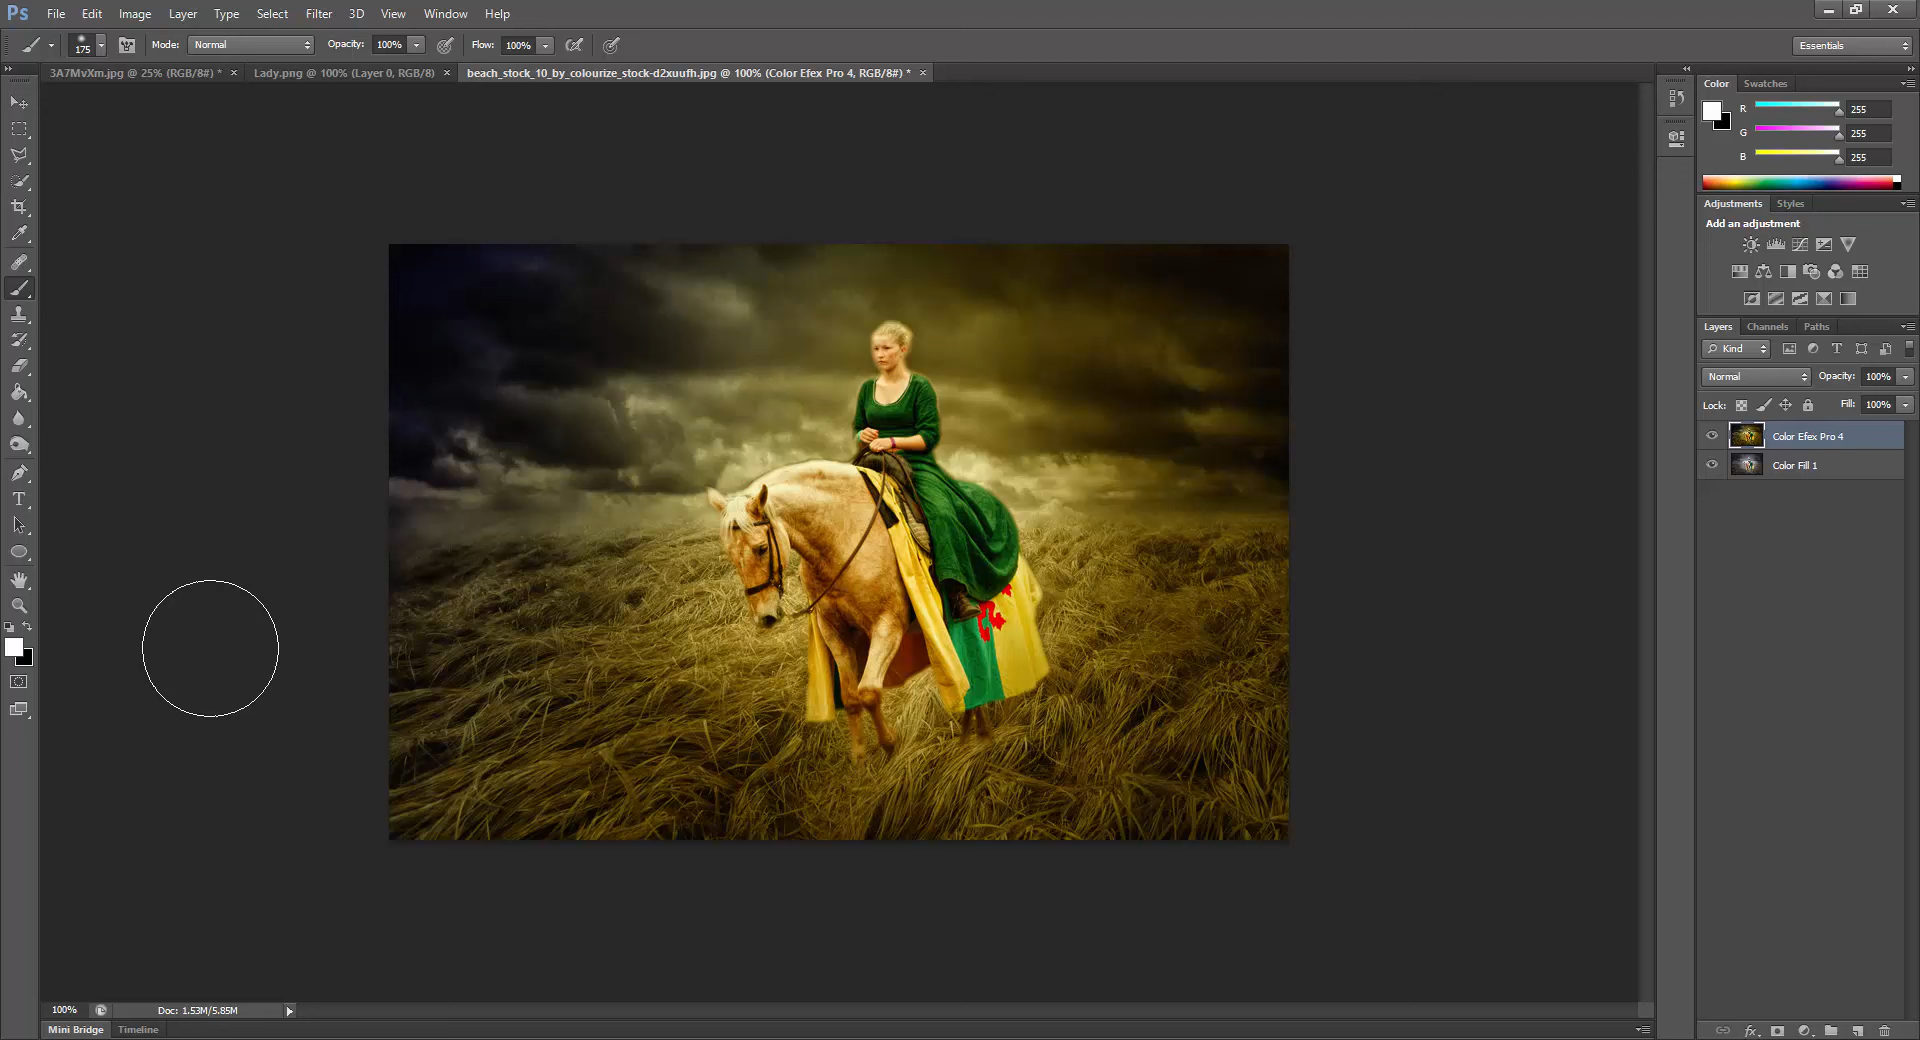 Ps File Edit Image Layer Type Select Filter 3D View Window Help
175 Mode: Normal Opacity: 100% Flow: 100% Essentials
3A7MvXm.jpg @ 25% (RGB/8#) * Lady.png @ 100% (Layer 0, RGB/8) beach_stock_10_by_colourize_stock-d2xuufh.jpg @ 100% (Color Efex Pro 4, RGB/8#) *
Color Swatches
R 255
G 255
B 255
Adjustments Styles
Add an adjustment
Layers Channels Paths
Kind
Normal Opacity: 100%
Lock: Fill: 100%
Color Efex Pro 4
Color Fill 1
100% Doc: 1.53M/5.85M
Mini Bridge Timeline